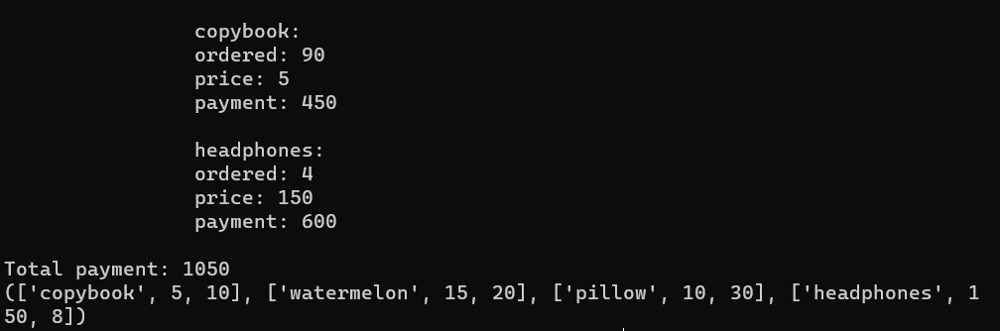 copybook:
ordered: 90
price: 5
payment: 450
headphones:
ordered: 4
price: 150
payment: 600
Total payment: 1050
(['copybook', 5, 10], ['watermelon', 15, 20], ['pillow', 10, 30], ['headphones', 1
50, 8])